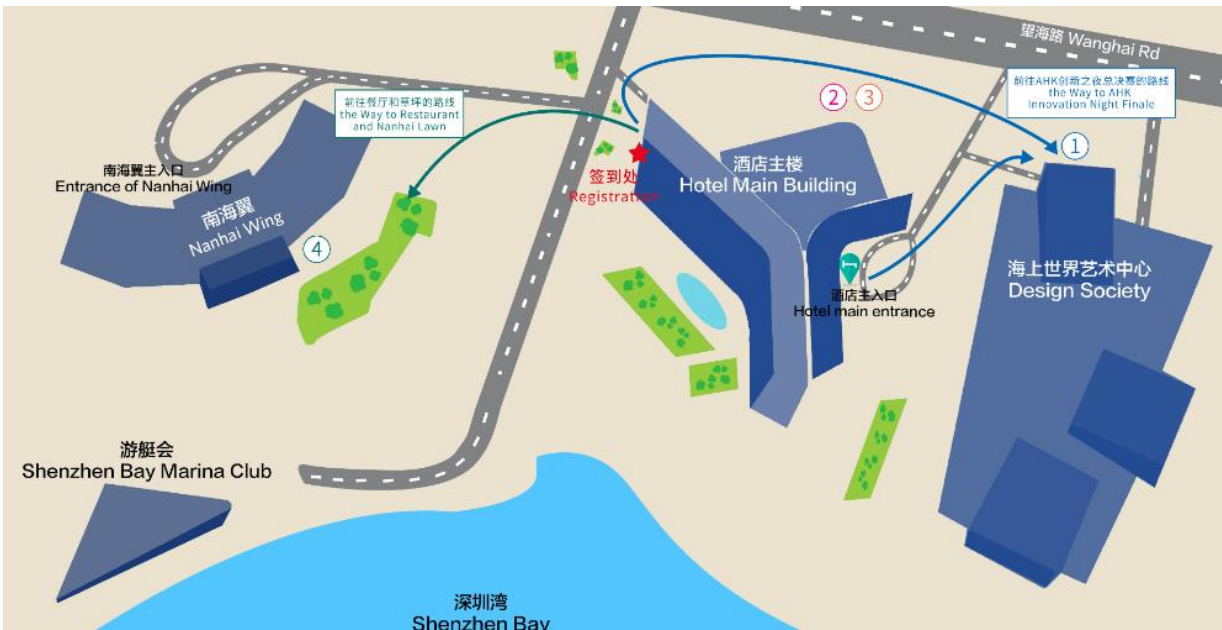 望海路 Wanghai Rd
前往餐厅和草坪的路线
the Way to Restaurant
and Nanhai Lawn
2
3
前往AHK创新之夜总决赛的路线
the Way to AHK
Innovation Night Finale
1
南海翼主入口
Entrance of Nanhai Wing
南海翼
Nanhai Wing
4
签到处
Registration
酒店主楼
Hotel Main Building
酒店主入口
Hotel main entrance
海上世界艺术中心
Design Society
游艇会
Shenzhen Bay Marina Club
深圳湾
Shenzhen Bay